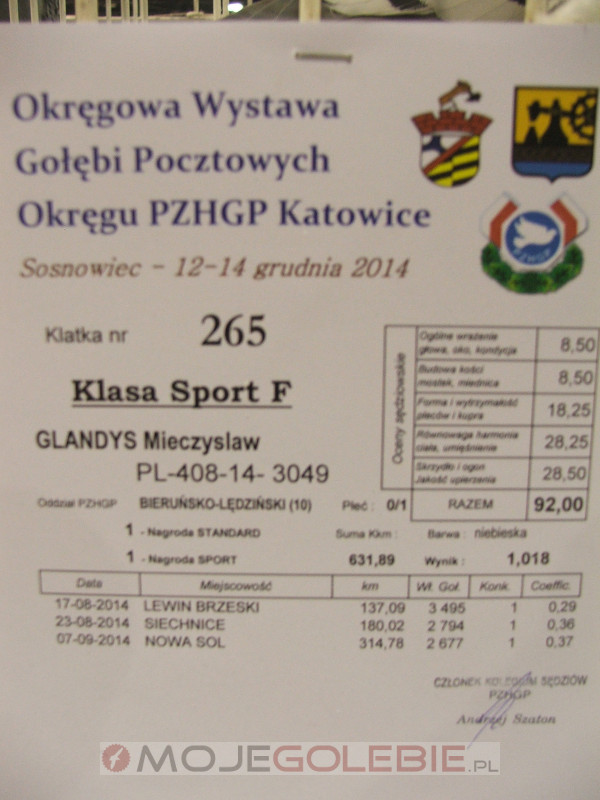 Okręgowa Wystawa
Gołębi Pocztowych
Okręgu PZHGP Katowice
PZHGP
Sosnowiec - 12-14 grudnia 2014
Klatka nr 265
Klasa Sport F
GLANDYS Mieczyslaw
PL-408-14- 3049
Oceny sędziowskie
Ogólne wrażenie
głowa, oko, kondycja 8,50
Budowa kości
mostek, miednica 8,50
Forma i wytrzymałość
pleców i kupra 18,25
Równowaga harmonia
ciała, umięśnienie 28,25
Skrzydło i ogon
Jakość upierzenia 28,50
RAZEM 92,00
Oddział PZHGP BIERUŃSKO-LĘDZIŃSKI (10) Płeć : 0/1
1 - Nagroda STANDARD Suma Kkm : Barwa : niebieska
1 - Nagroda SPORT 631,89 Wynik : 1,018
Data Miejscowość km Wł. Goł. Konk. Coeffic.
17-08-2014 LEWIN BRZESKI 137,09 3 495 1 0,29
23-08-2014 SIECHNICE 180,02 2 794 1 0,36
07-09-2014 NOWA SOL 314,78 2 677 1 0,37
CZŁONEK KOLEGIUM SĘDZIÓW
PZHGP
Andrzej Szaton
MOJEGOLEBIE.PL